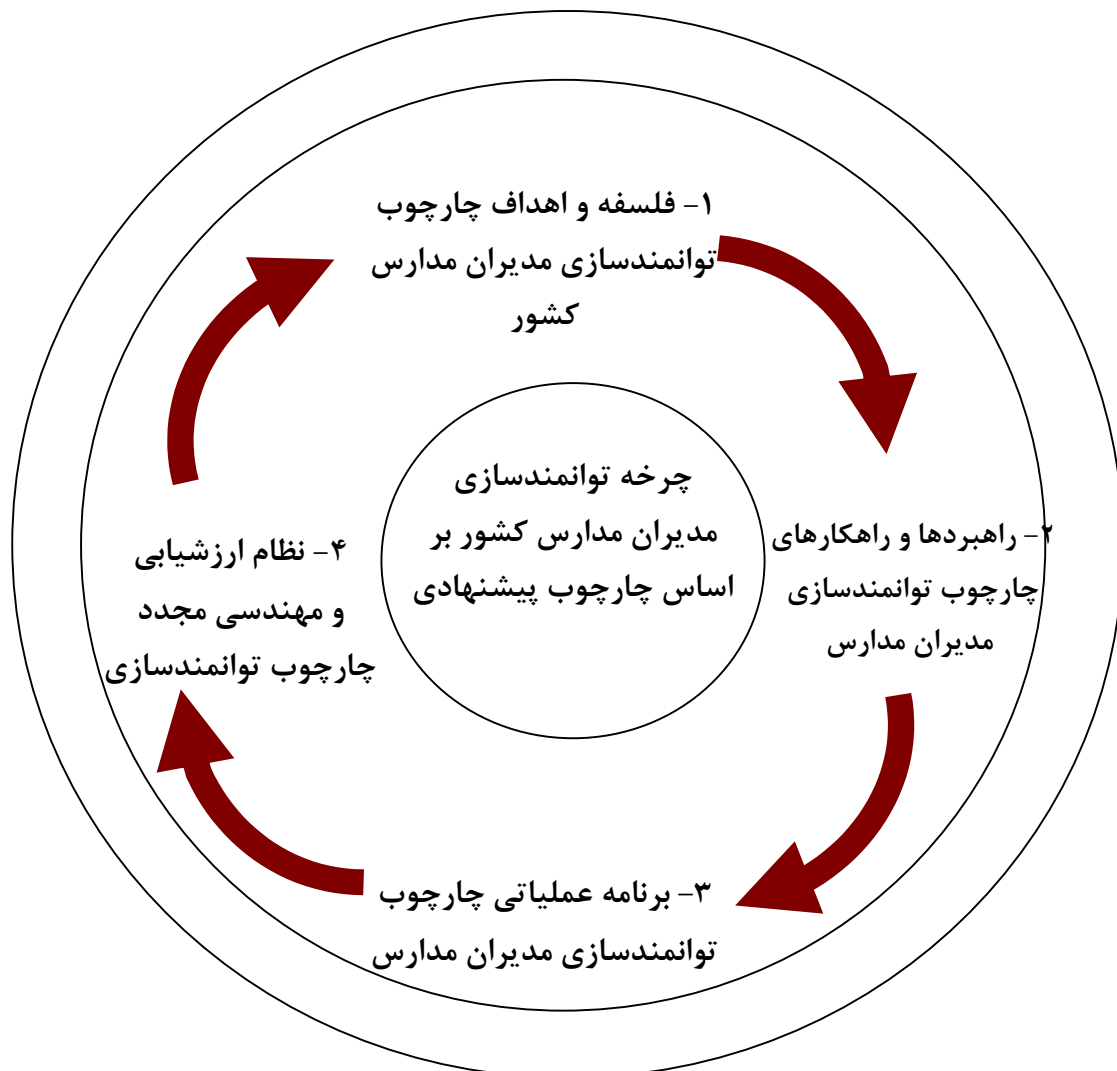 ۱- فلسفه و اهداف چارچوب
توانمندسازی مدیران مدارس
کشور
۲- راهبردها و راهکارهای
چارچوب توانمندسازی
مدیران مدارس
۳- برنامه عملیاتی چارچوب
توانمندسازی مدیران مدارس
۴- نظام ارزشیابی
و مهندسی مجدد
چارچوب توانمندسازی
چرخه توانمندسازی
مدیران مدارس کشور بر
اساس چارچوب پیشنهادی